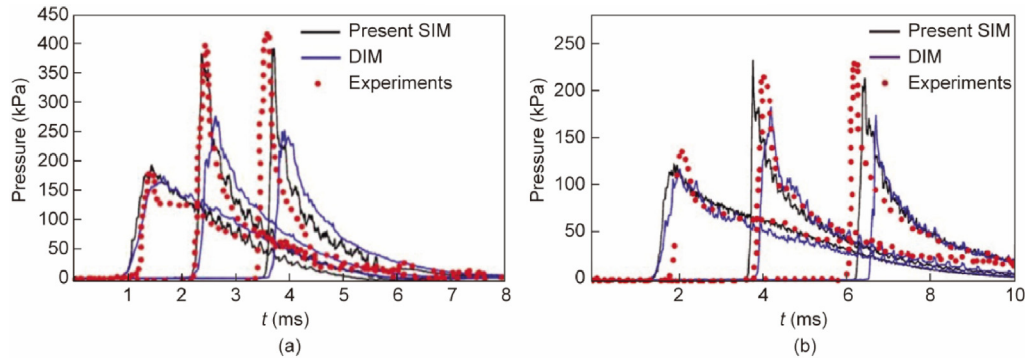 450
400
350
300
250
200
150
100
50
0
Pressure (kPa)
1
2
3
4
5
6
7
8
t (ms)
(a)
Present SIM
DIM
Experiments
250
200
150
100
50
0
Pressure (kPa)
2
4
6
8
10
t (ms)
(b)
Present SIM
DIM
Experiments